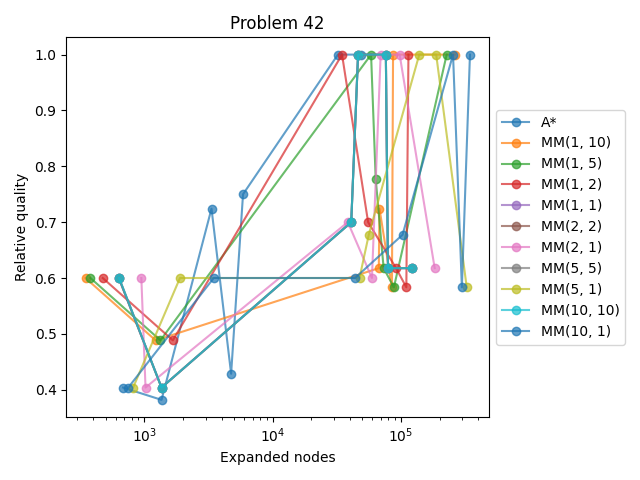 Problem 42
Relative quality
1.0
0.9
0.8
0.7
0.6
0.5
0.4
10³
10⁴
10⁵
Expanded nodes
A*
MM(1, 10)
MM(1, 5)
MM(1, 2)
MM(1, 1)
MM(2, 2)
MM(2, 1)
MM(5, 5)
MM(5, 1)
MM(10, 10)
MM(10, 1)